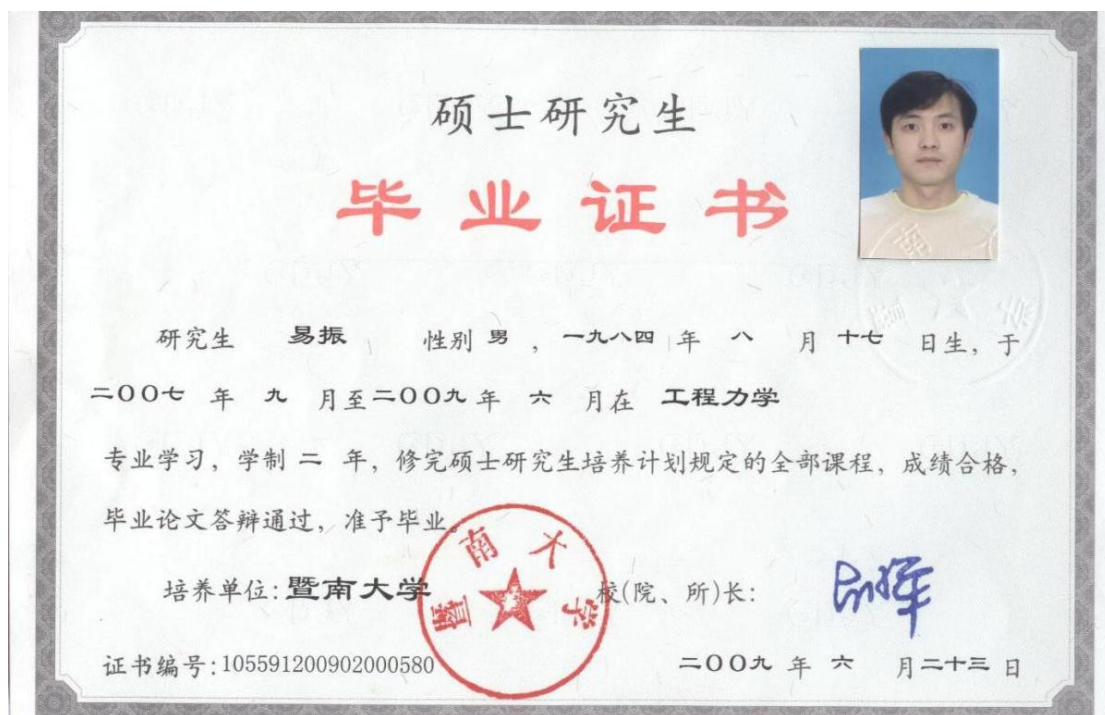 硕士研究生
毕业证书
研究生 易振 , 性别 男 , 一九八四 年 八 月 十七 日生, 于
二00七 年 九 月至二00九 年 六 月在 工程力学
专业学习, 学制 二 年, 修完硕士研究生培养计划规定的全部课程, 成绩合格,
毕业论文答辩通过, 准予毕业。
培养单位:暨南大学 校(院、所)长:
暨南大学
证书编号:105591200902000580 二00九 年 六 月二十三 日